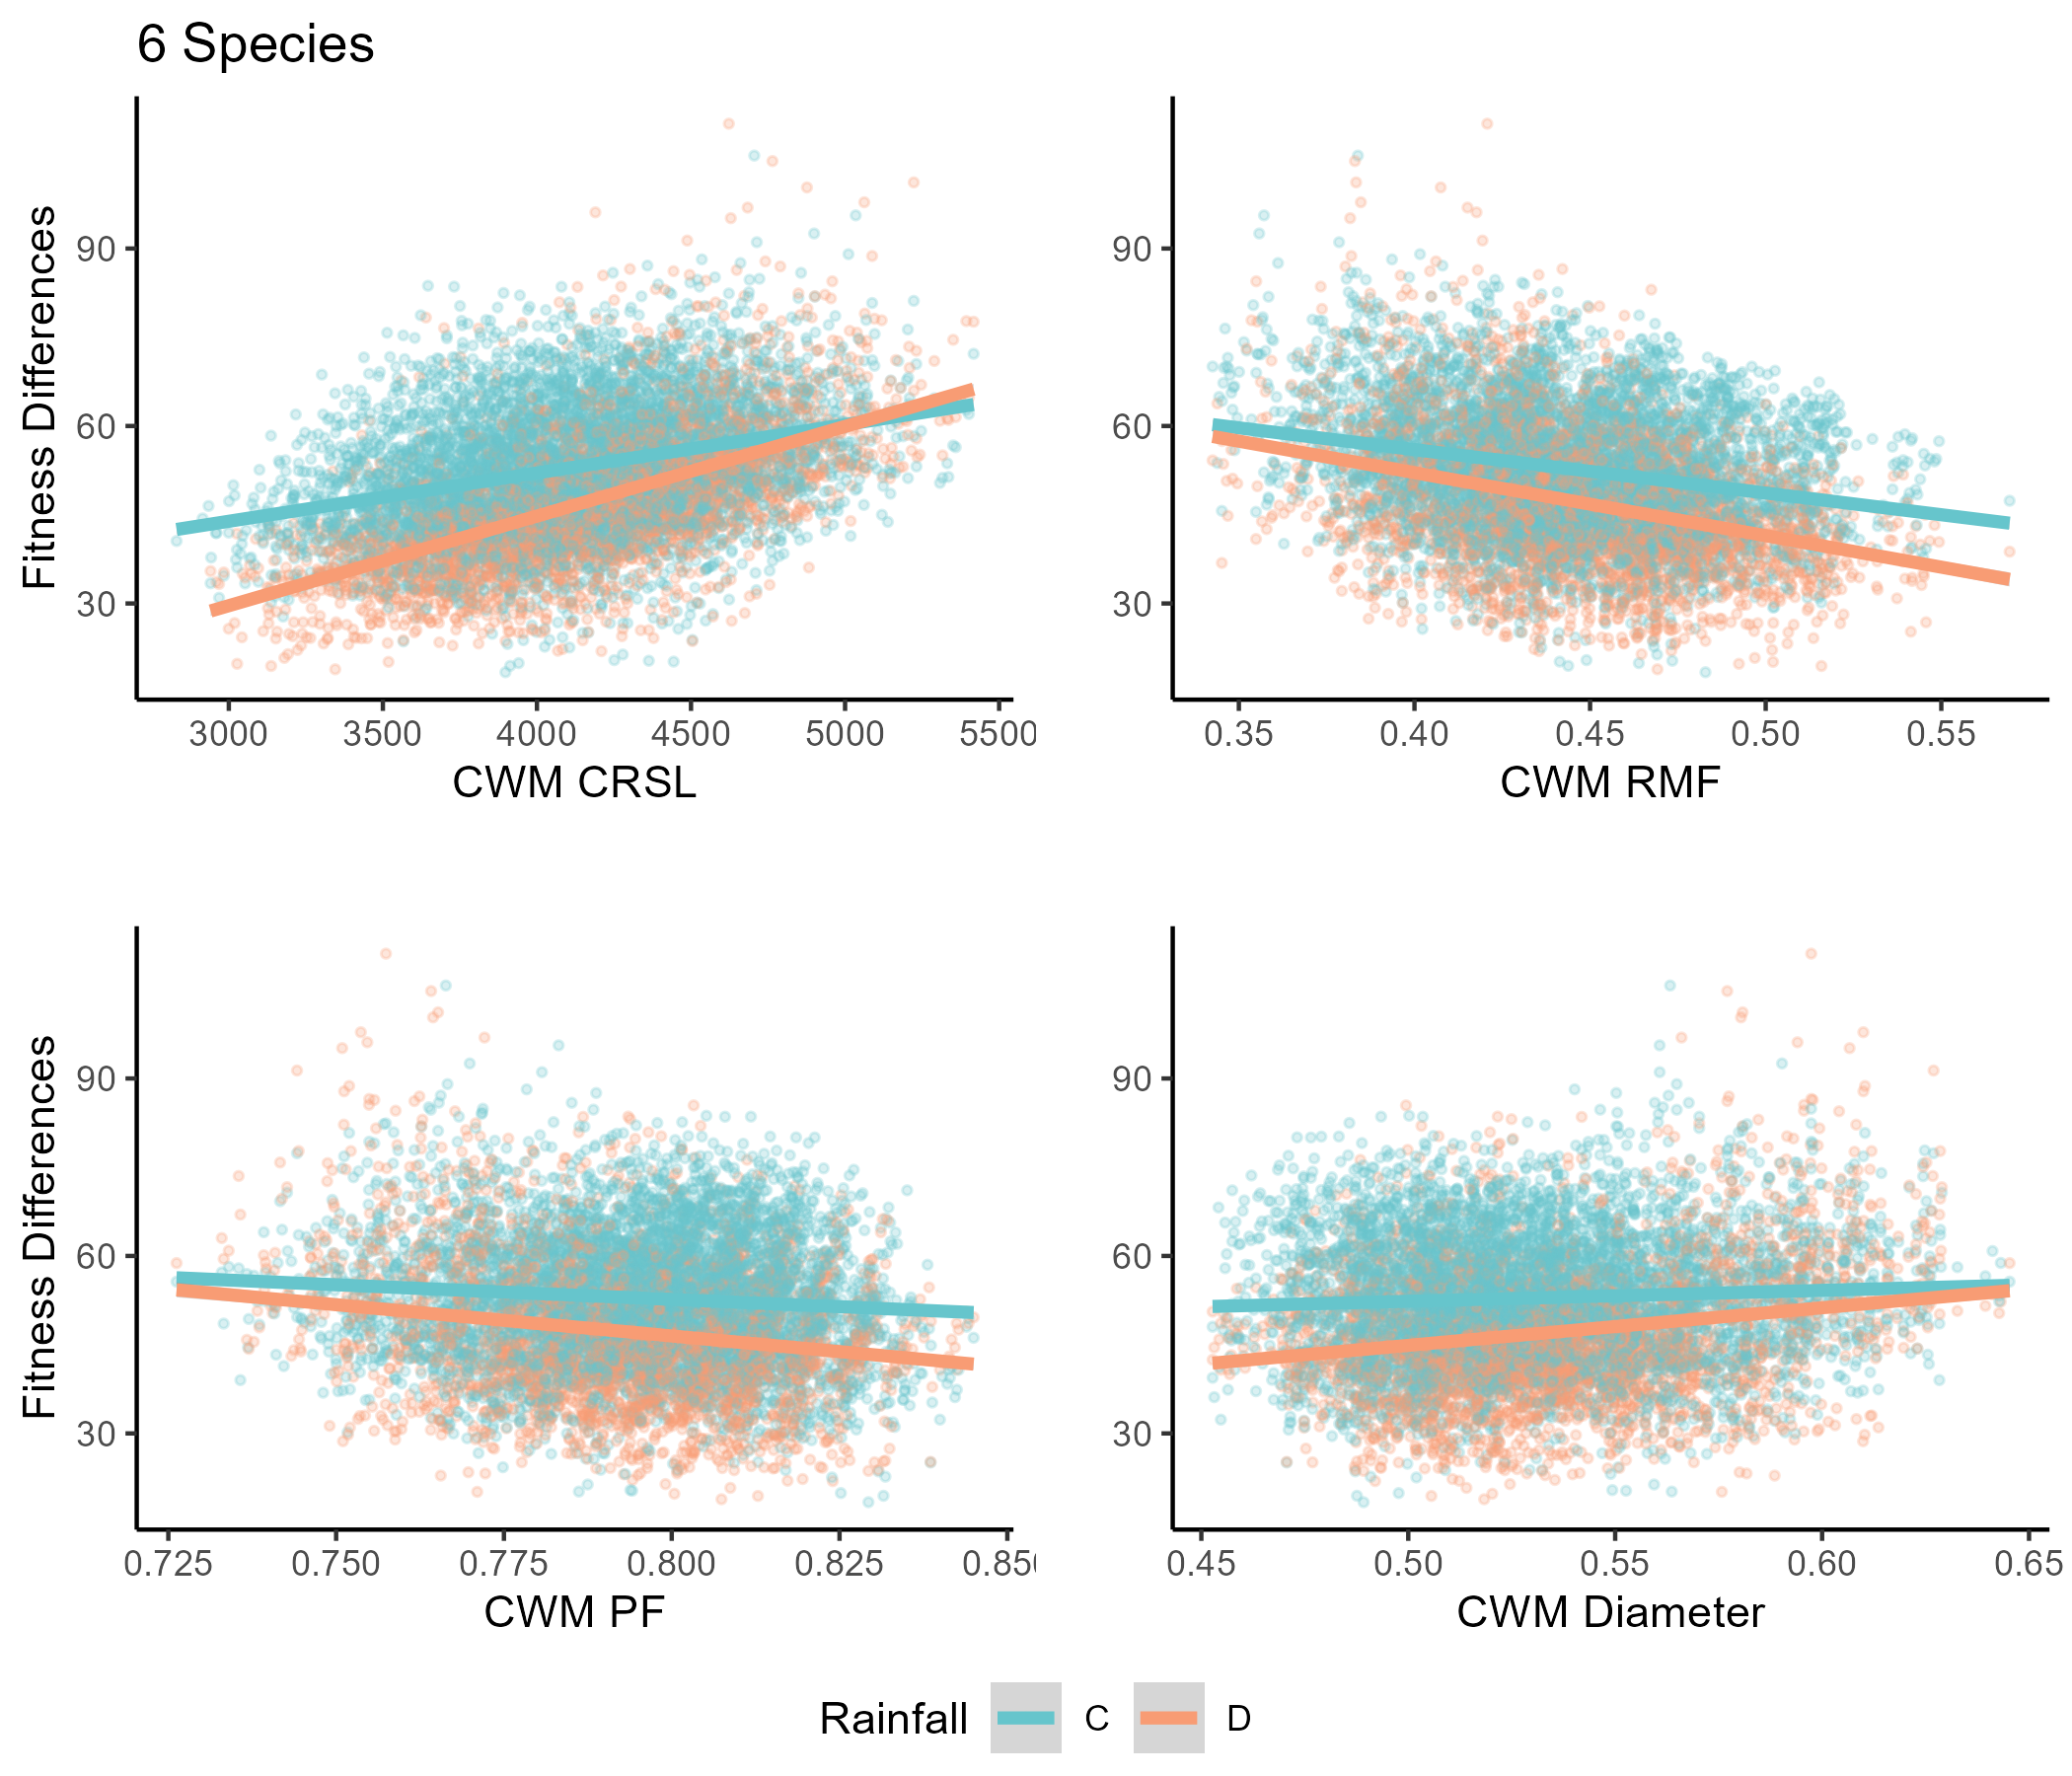 6 Species
Fitness Differences
90
60
30
3000 3500 4000 4500 5000 5500
CWM CRSL
90
60
30
0.35 0.40 0.45 0.50 0.55
CWM RMF
Fitness Differences
90
60
30
0.725 0.750 0.775 0.800 0.825 0.85
CWM PF
90
60
30
0.45 0.50 0.55 0.60 0.65
CWM Diameter
Rainfall C D